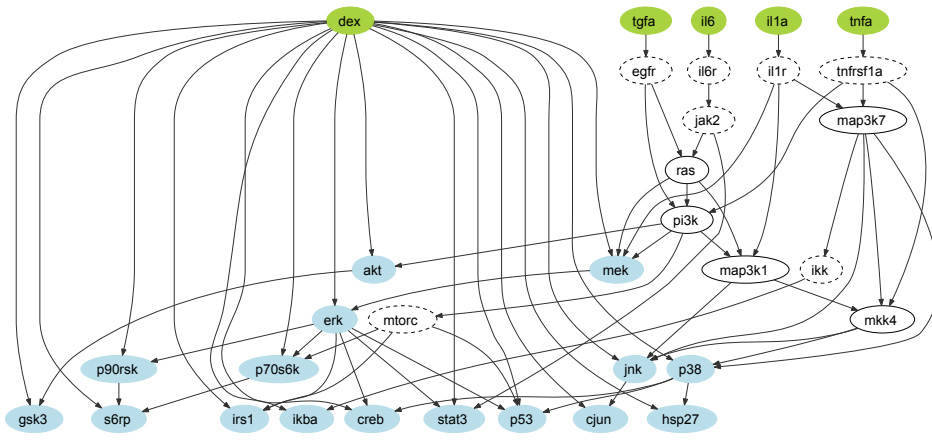 dex tgfa il6 il1a tnfa
egfr il6r il1r tnfrsf1a
jak2 map3k7
ras
pi3k
akt mek map3k1 ikk
erk mtorc mkk4
p90rsk p70s6k jnk p38
gsk3 s6rp irs1 ikba creb stat3 p53 cjun hsp27